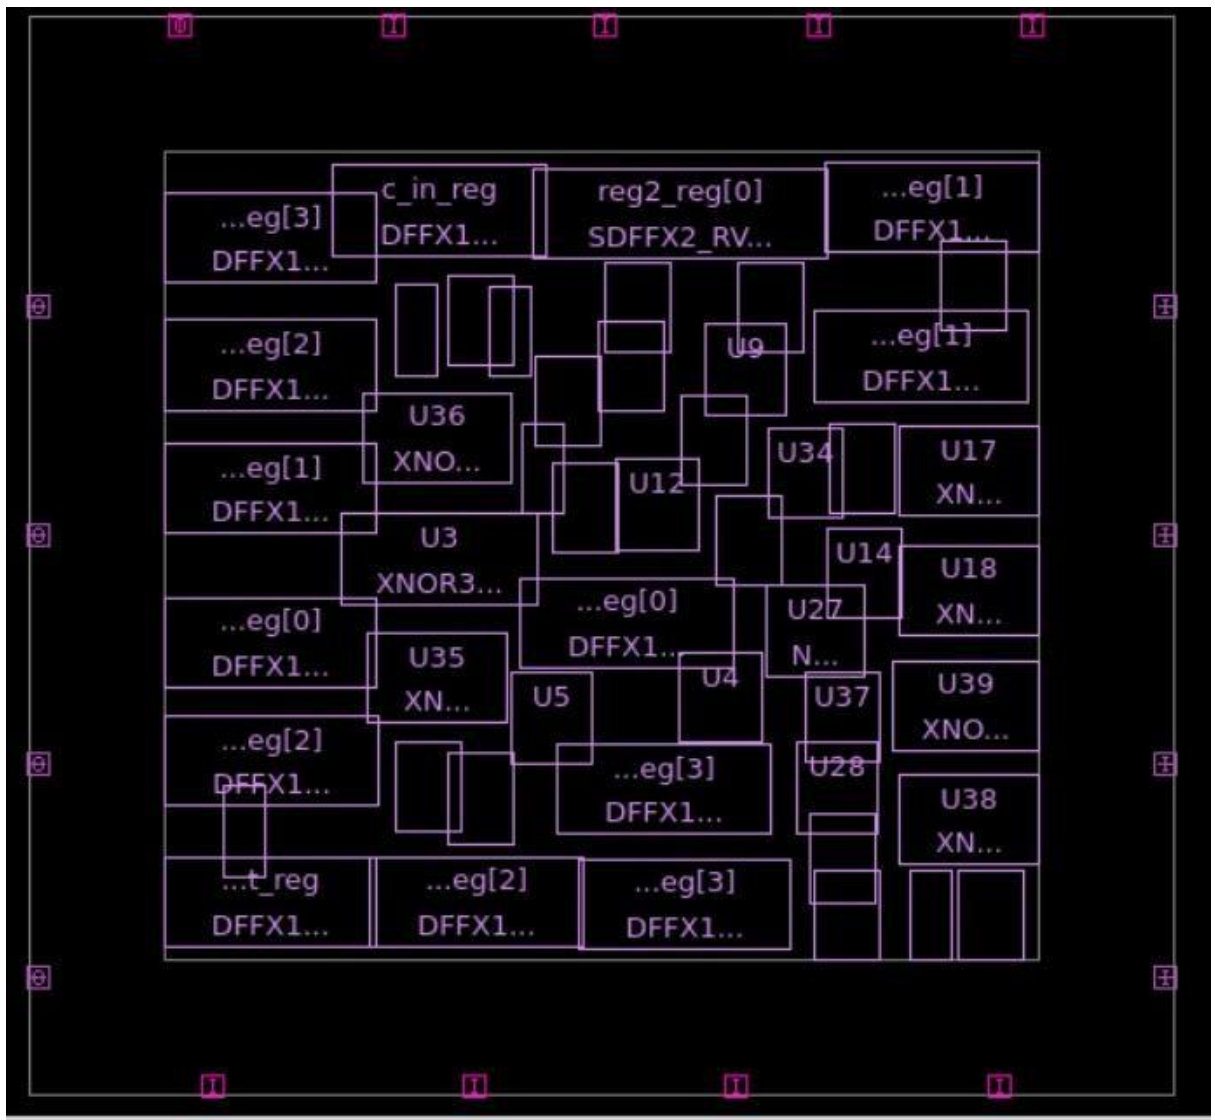 c_in_reg
DFFX1...
reg2_reg[0]
SDFFX2_RV...
...eg[1]
DFFX1...
...eg[3]
DFFX1...
...eg[2]
DFFX1...
U9
...eg[1]
DFFX1...
U36
XNO...
U34
U17
XN...
...eg[1]
DFFX1...
U12
U3
XNOR3...
U14
U18
XN...
...eg[0]
DFFX1...
...eg[0]
DFFX1...
U27
N...
U35
XN...
U5
U4
U37
U39
XNO...
...eg[2]
DFFX1...
...eg[3]
DFFX1...
U28
U38
XN...
...t_reg
DFFX1...
...eg[2]
DFFX1...
...eg[3]
DFFX1...